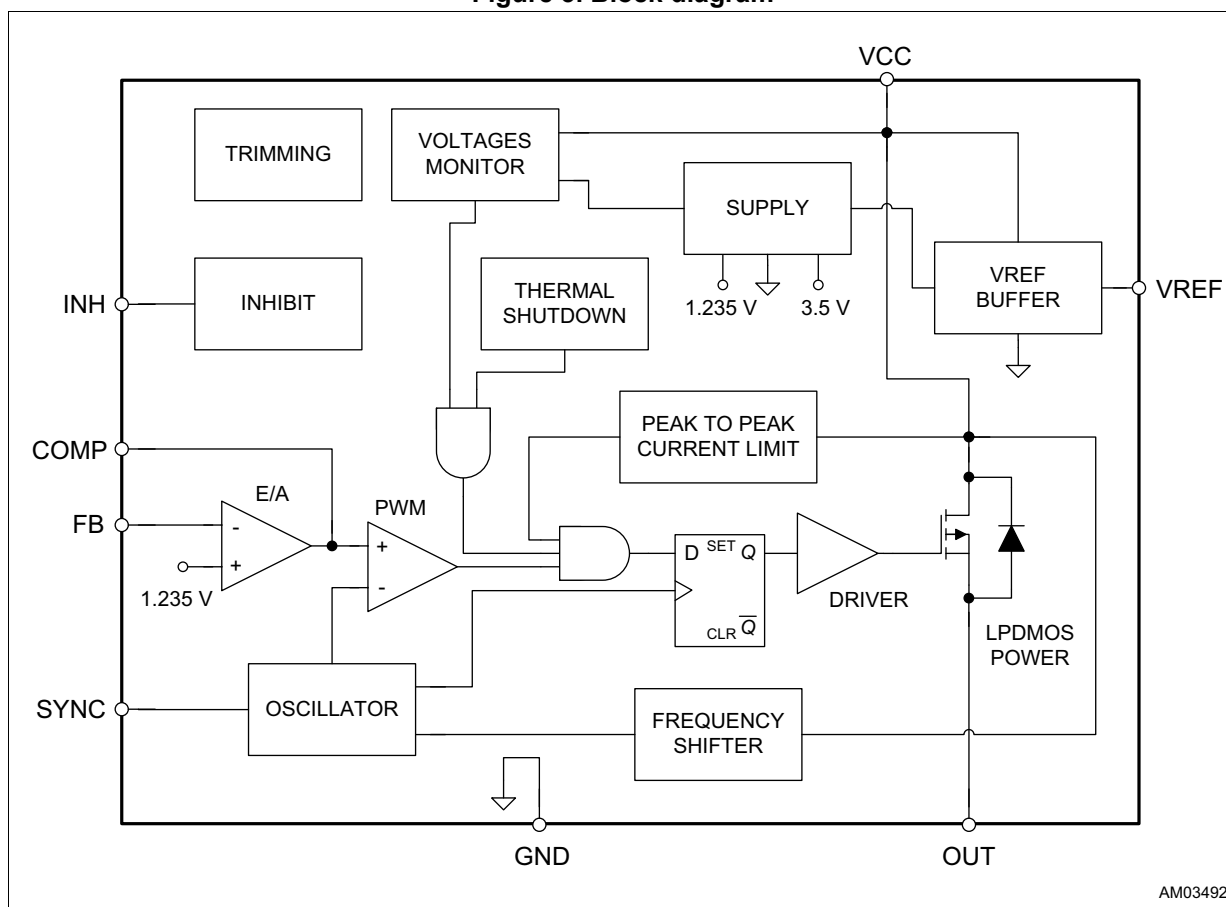 Figure 3. Block diagram
VCC
TRIMMING
VOLTAGES
MONITOR
SUPPLY
INH
INHIBIT
THERMAL
SHUTDOWN
1.235 V
3.5 V
VREF
BUFFER
VREF
COMP
PEAK TO PEAK
CURRENT LIMIT
E/A
PWM
FB
-
+
1.235 V
+
-
D
SET
Q
CLR
Q
DRIVER
LPDMOS
POWER
SYNC
OSCILLATOR
FREQUENCY
SHIFTER
GND
OUT
AM03492